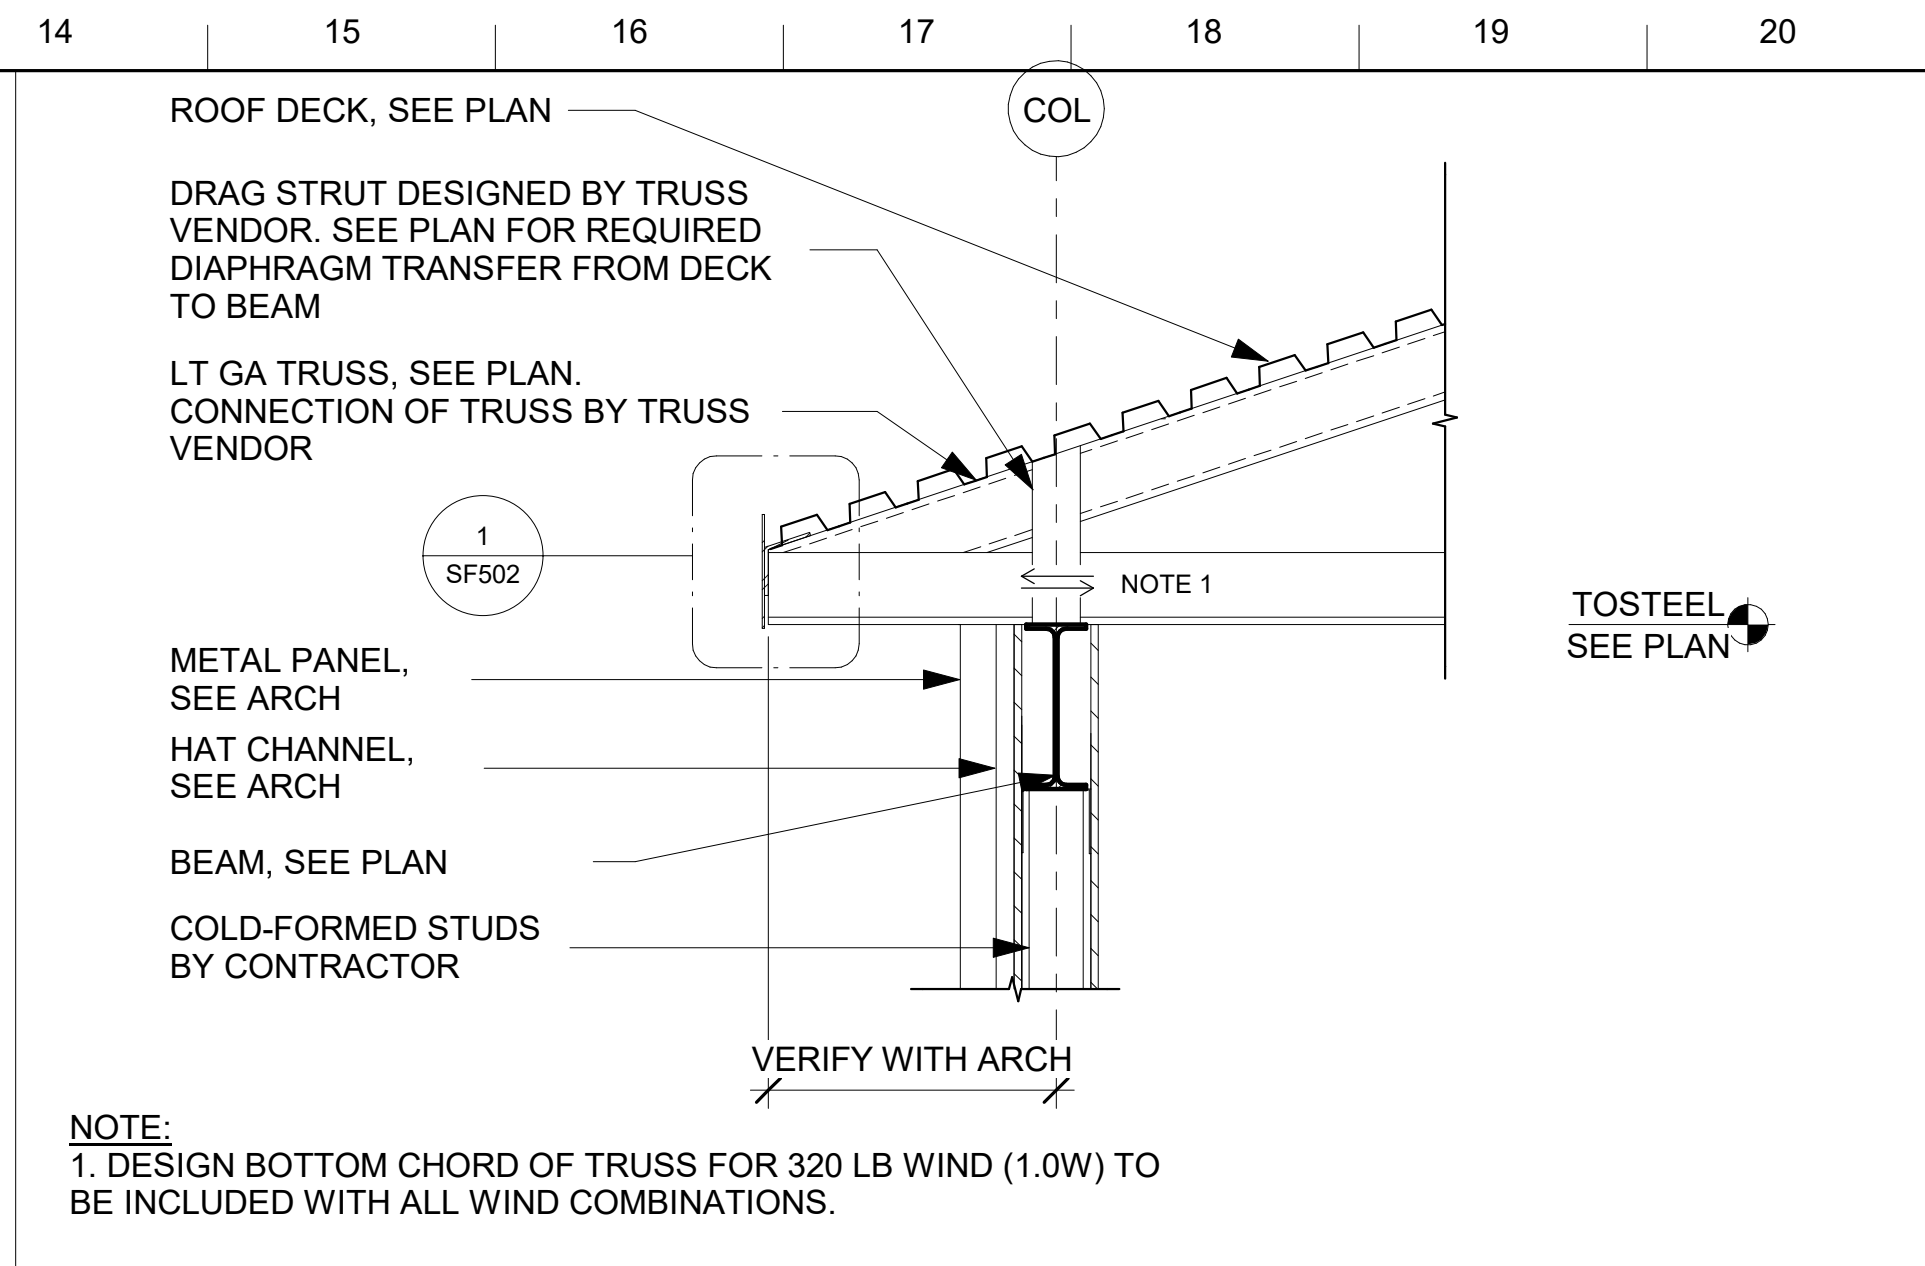 14 15 16 17 18 19 20
COL
ROOF DECK, SEE PLAN
DRAG STRUT DESIGNED BY TRUSS
VENDOR. SEE PLAN FOR REQUIRED
DIAPHRAGM TRANSFER FROM DECK
TO BEAM
LT GA TRUSS, SEE PLAN.
CONNECTION OF TRUSS BY TRUSS
VENDOR
1
SF502
NOTE 1
TOSTEEL
SEE PLAN
METAL PANEL,
SEE ARCH
HAT CHANNEL,
SEE ARCH
BEAM, SEE PLAN
COLD-FORMED STUDS
BY CONTRACTOR
VERIFY WITH ARCH
NOTE:
1. DESIGN BOTTOM CHORD OF TRUSS FOR 320 LB WIND (1.0W) TO
BE INCLUDED WITH ALL WIND COMBINATIONS.